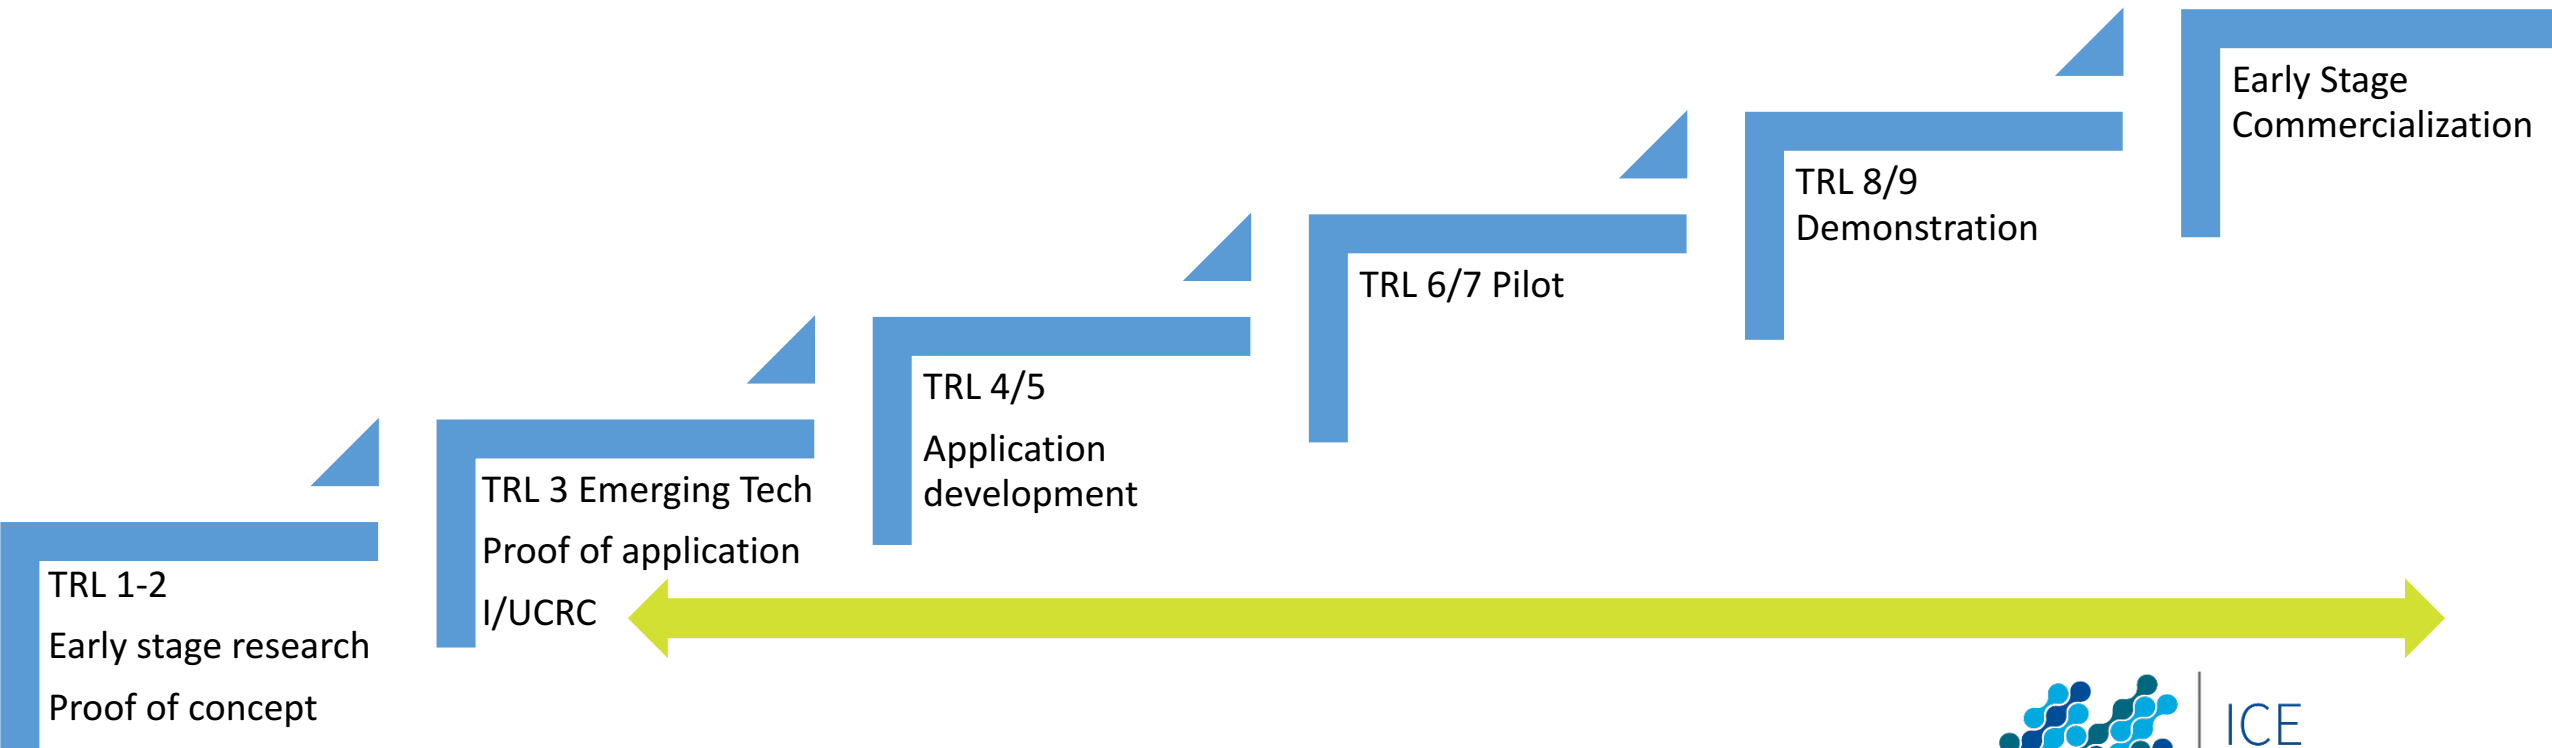 TRL 1-2
Early stage research
Proof of concept
TRL 3 Emerging Tech
Proof of application
I/UCRC
TRL 4/5
Application
development
TRL 6/7 Pilot
TRL 8/9
Demonstration
Early Stage
Commercialization
ICE